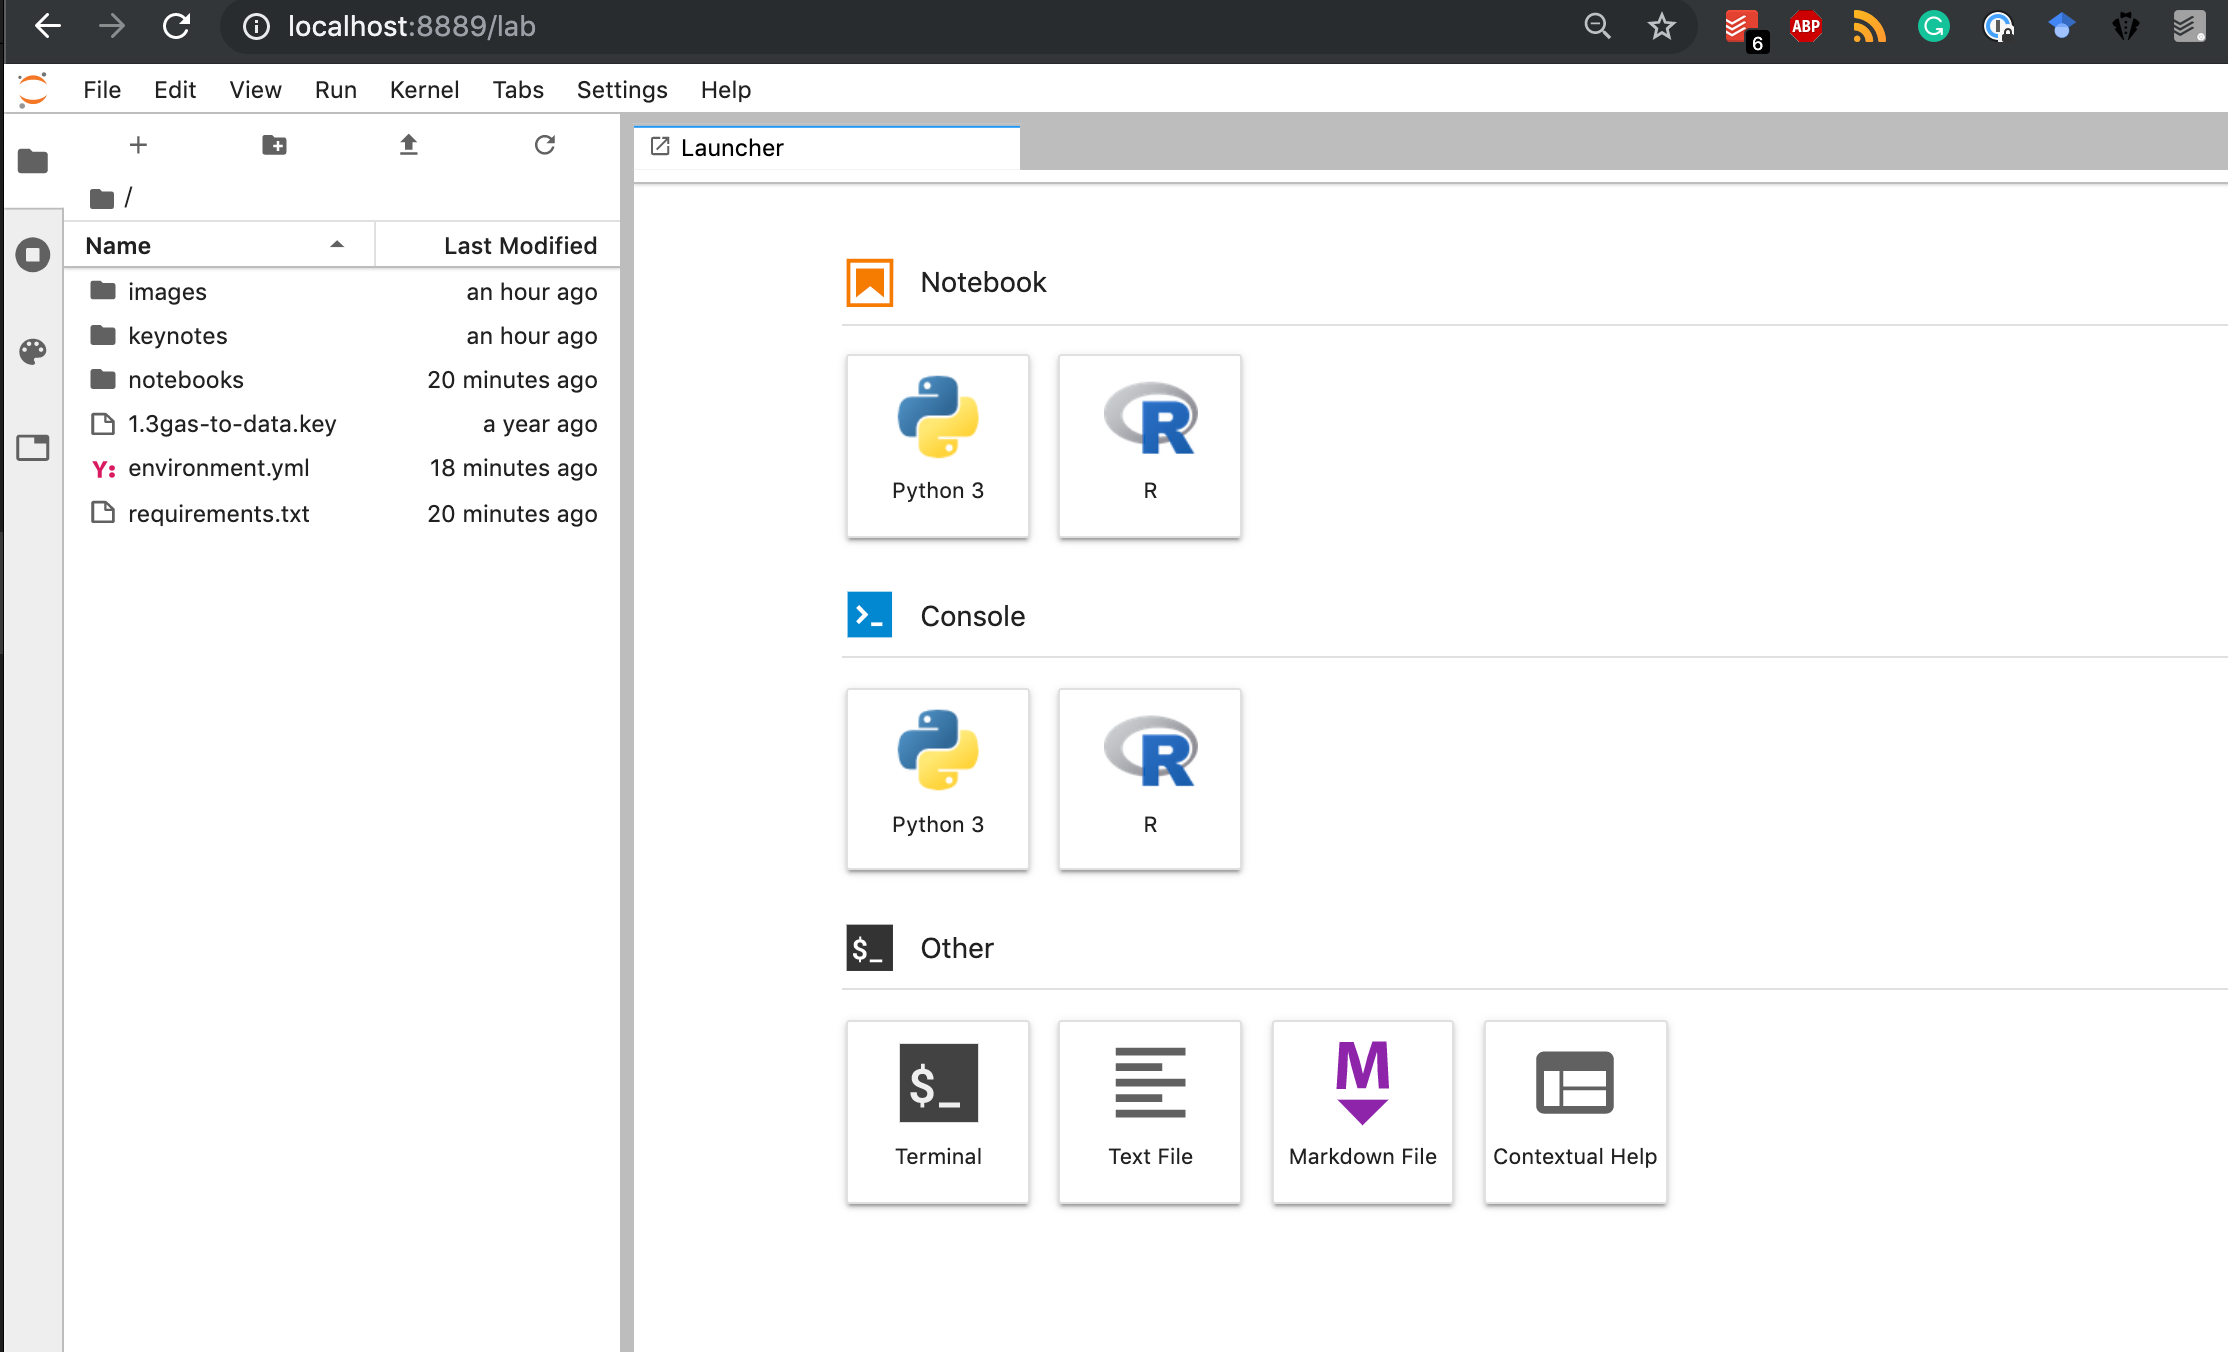 localhost:8889/lab
6
ABP
File Edit View Run Kernel Tabs Settings Help
Launcher
/
Name Last Modified
images an hour ago
keynotes an hour ago
notebooks 20 minutes ago
1.3gas-to-data.key a year ago
Y: environment.yml 18 minutes ago
requirements.txt 20 minutes ago
Notebook
Python 3 R
Console
Python 3 R
$_ Other
$_
M
Terminal Text File Markdown File Contextual Help